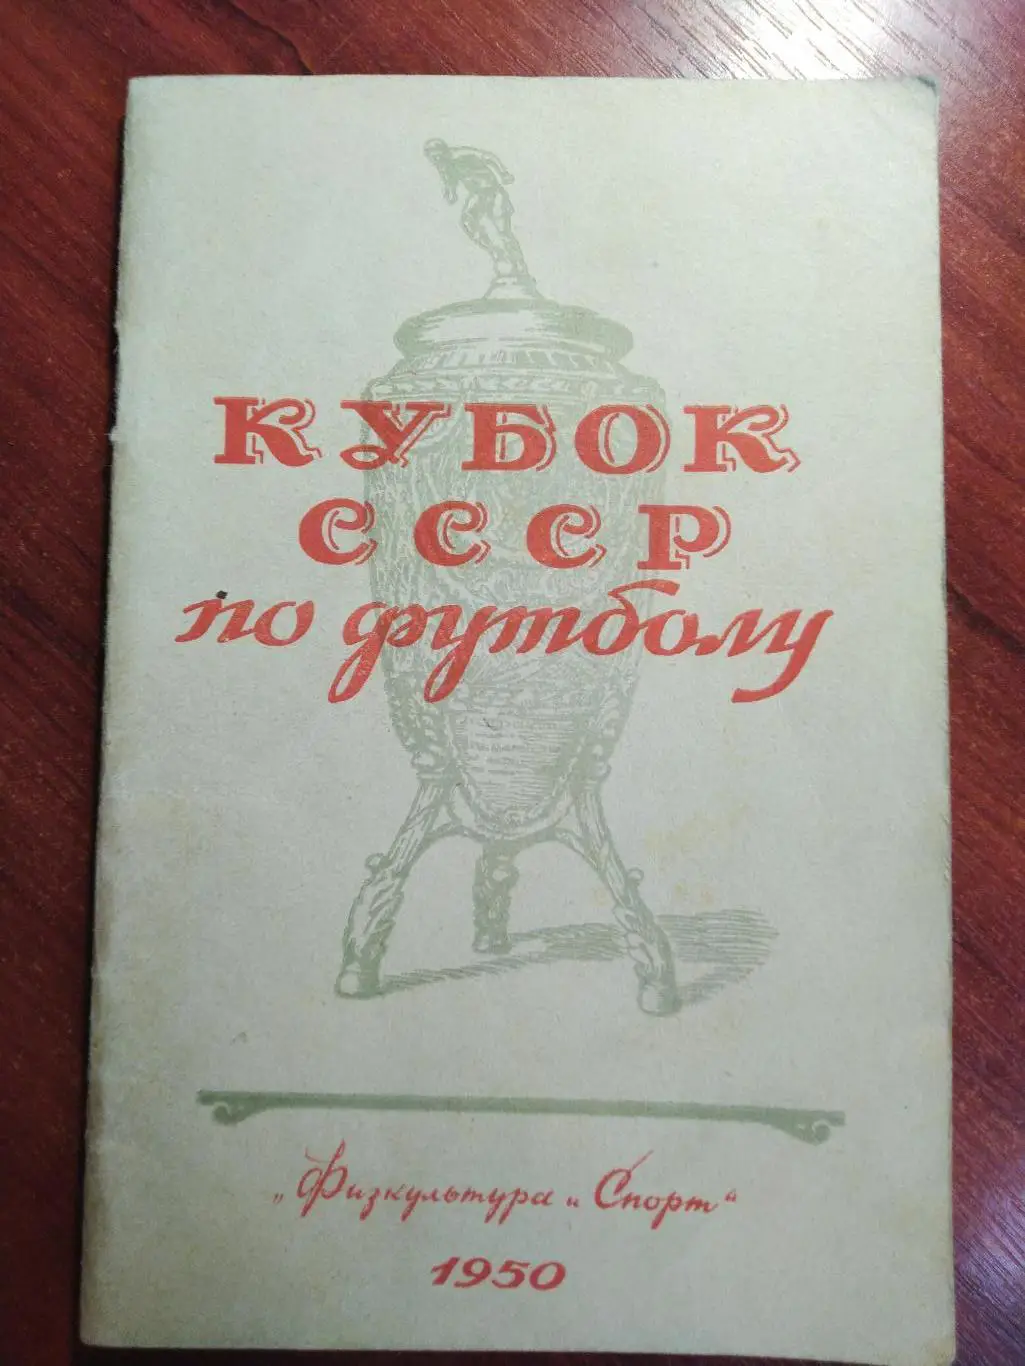 КУБОК
СССР
по футболу
„Физкультура и Спорт“
1950